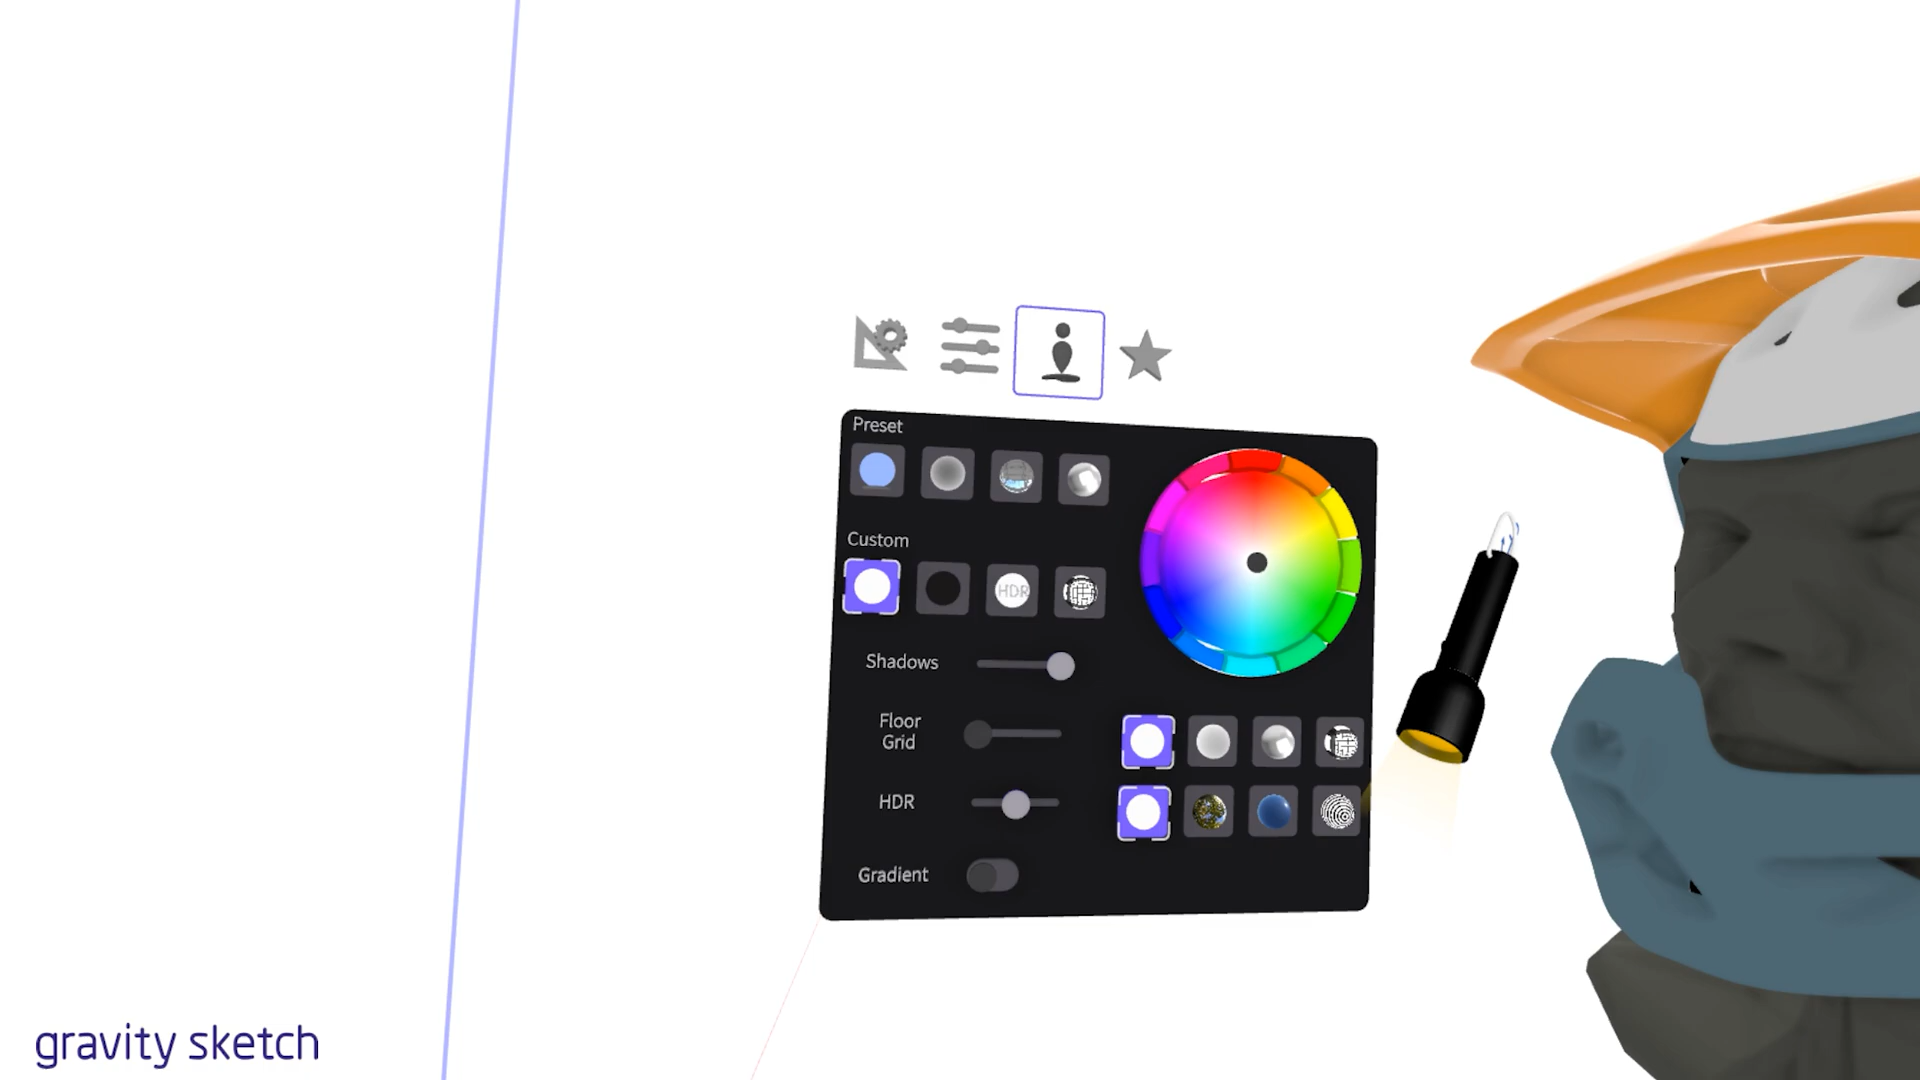 Preset
Custom
HDR
Shadows
Floor
Grid
HDR
Gradient
gravity sketch